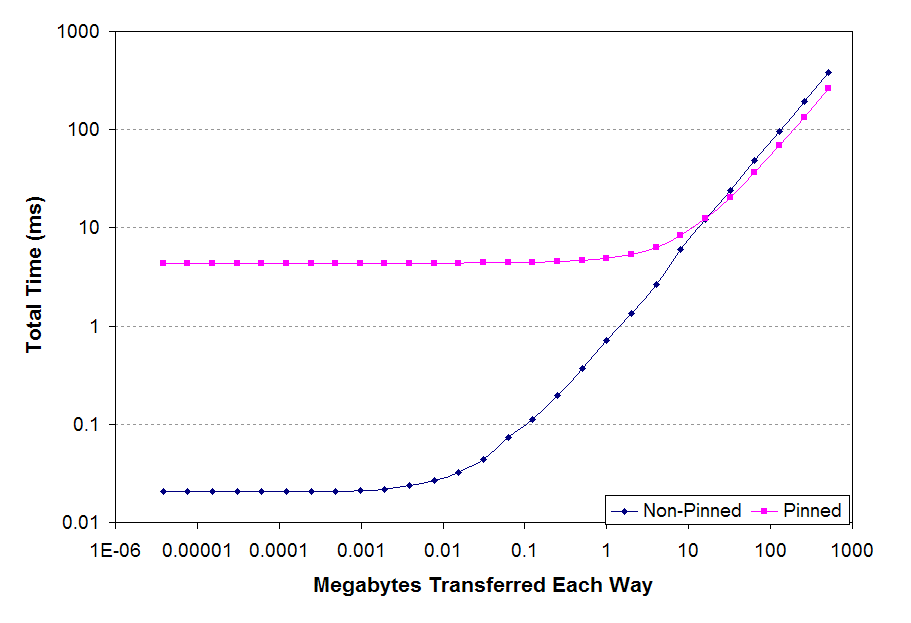 1000
100
10
1
0.1
0.01
Total Time (ms)
Non-Pinned Pinned
1E-06 0.00001 0.0001 0.001 0.01 0.1 1 10 100 1000
Megabytes Transferred Each Way